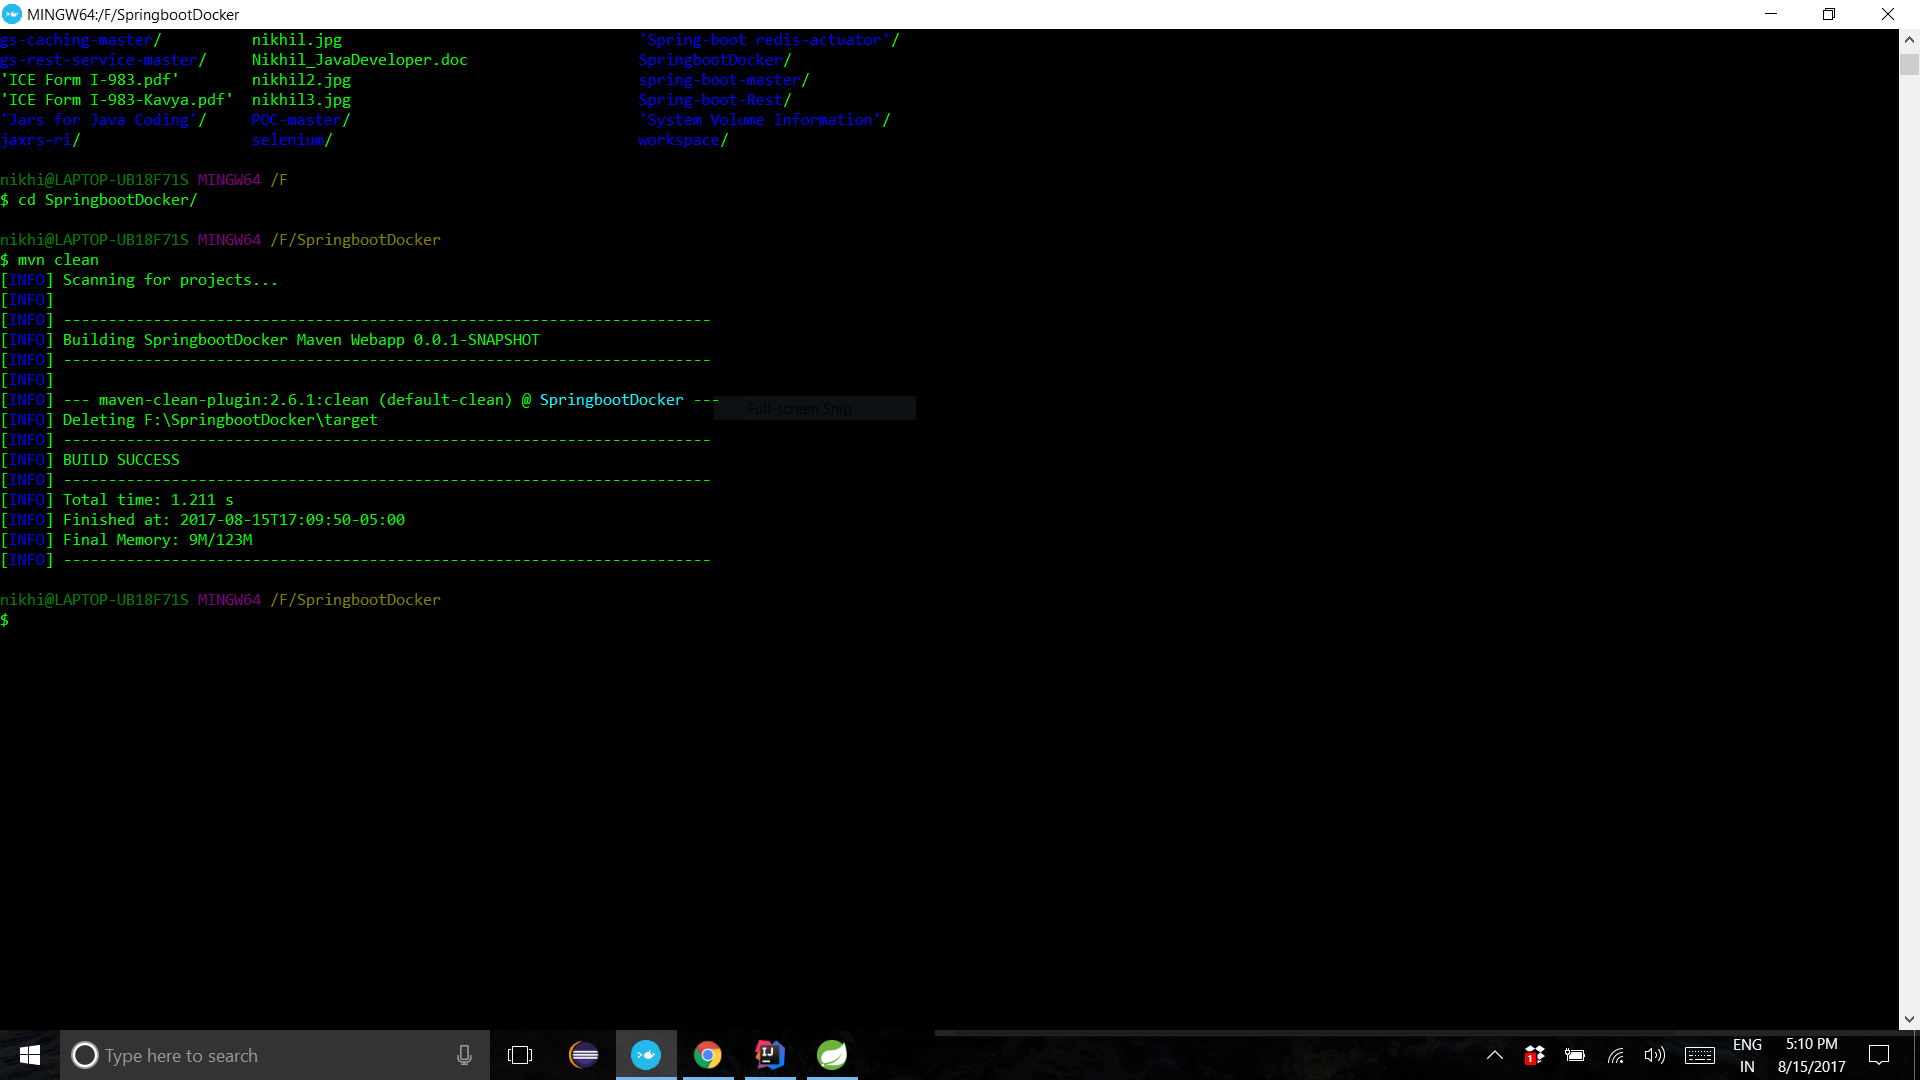 MINGW64:/F/SpringbootDocker
gs-caching-master/ nikhil.jpg 'Spring-boot redis-actuator'/
gs-rest-service-master/ Nikhil_JavaDeveloper.doc SpringbootDocker/
'ICE Form I-983.pdf' nikhil2.jpg spring-boot-master/
'ICE Form I-983-Kavya.pdf' nikhil3.jpg Spring-boot-Rest/
'Jars for Java Coding'/ POC-master/ 'System Volume Information'/
jaxrs-ri/ selenium/ workspace/
nikhi@LAPTOP-UB18F71S MINGW64 /F
$ cd SpringbootDocker/
nikhi@LAPTOP-UB18F71S MINGW64 /F/SpringbootDocker
$ mvn clean
[INFO] Scanning for projects...
[INFO]
[INFO] ------------------------------------------------------------------------
[INFO] Building SpringbootDocker Maven Webapp 0.0.1-SNAPSHOT
[INFO] ------------------------------------------------------------------------
[INFO]
[INFO] --- maven-clean-plugin:2.6.1:clean (default-clean) @ SpringbootDocker ---
Full-screen Snip
[INFO] Deleting F:\SpringbootDocker\target
[INFO] ------------------------------------------------------------------------
[INFO] BUILD SUCCESS
[INFO] ------------------------------------------------------------------------
[INFO] Total time: 1.211 s
[INFO] Finished at: 2017-08-15T17:09:50-05:00
[INFO] Final Memory: 9M/123M
[INFO] ------------------------------------------------------------------------
nikhi@LAPTOP-UB18F71S MINGW64 /F/SpringbootDocker
$
Type here to search
1
ENG
IN
5:10 PM
8/15/2017